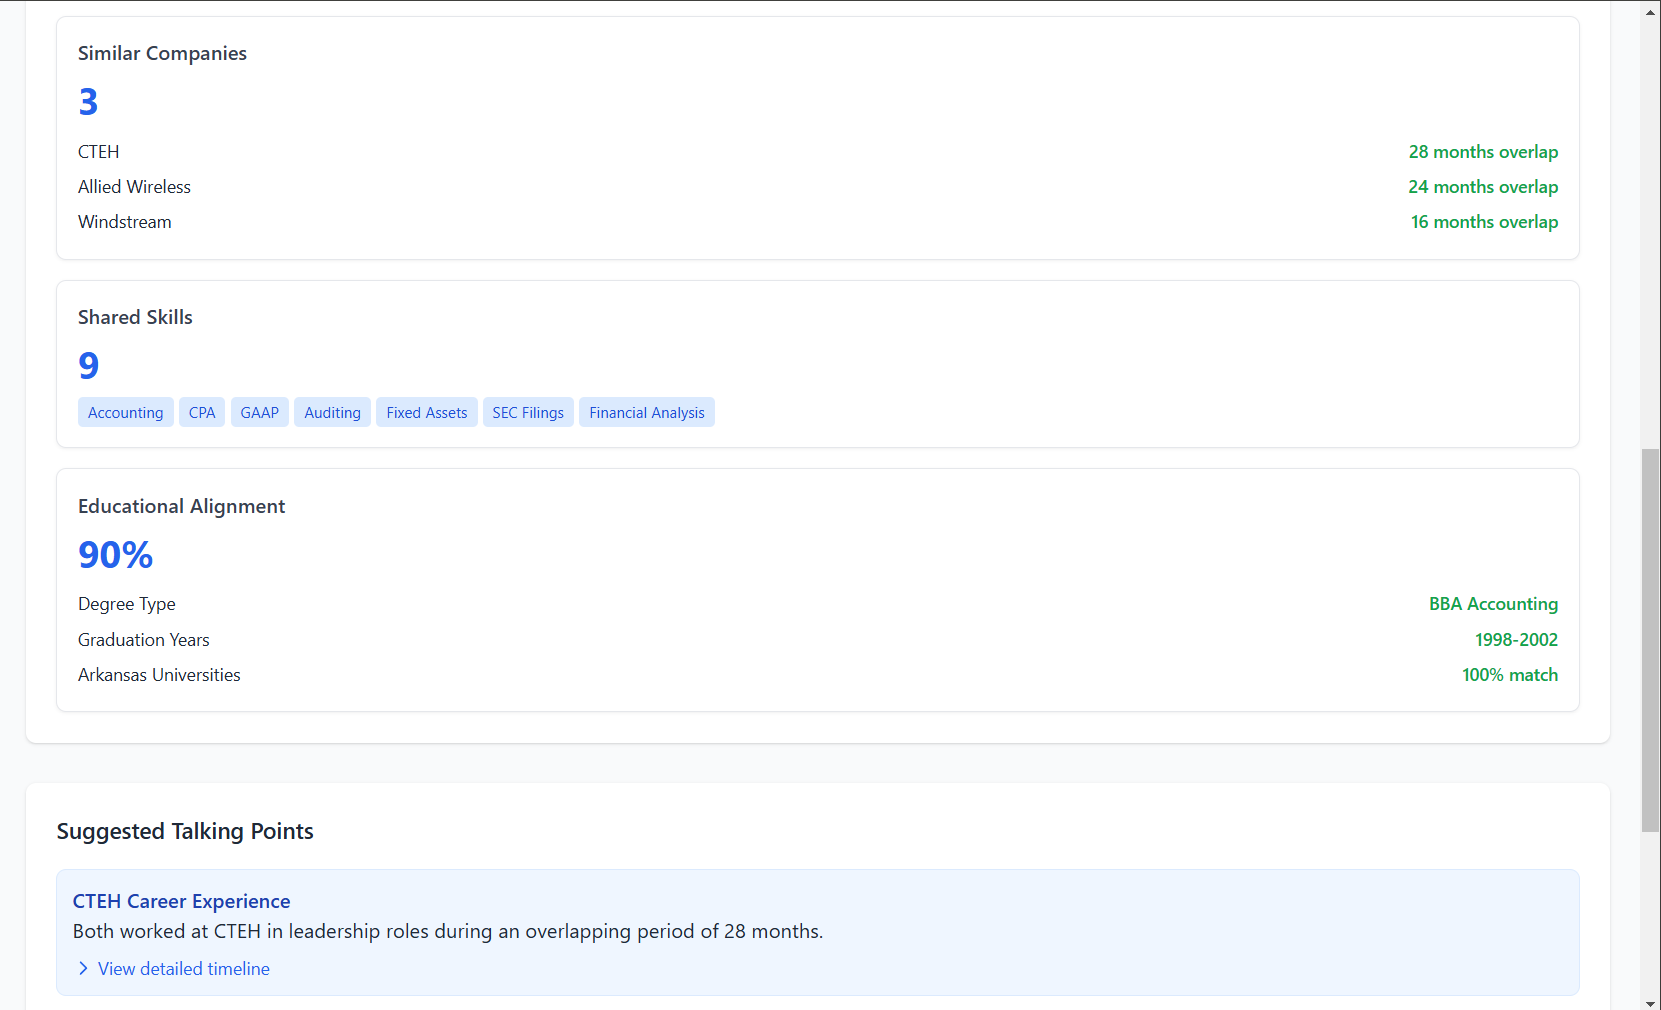 Similar Companies
3
CTEH 28 months overlap
Allied Wireless 24 months overlap
Windstream 16 months overlap
Shared Skills
9
Accounting CPA GAAP Auditing Fixed Assets SEC Filings Financial Analysis
Educational Alignment
90%
Degree Type BBA Accounting
Graduation Years 1998-2002
Arkansas Universities 100% match
Suggested Talking Points
CTEH Career Experience
Both worked at CTEH in leadership roles during an overlapping period of 28 months.
View detailed timeline